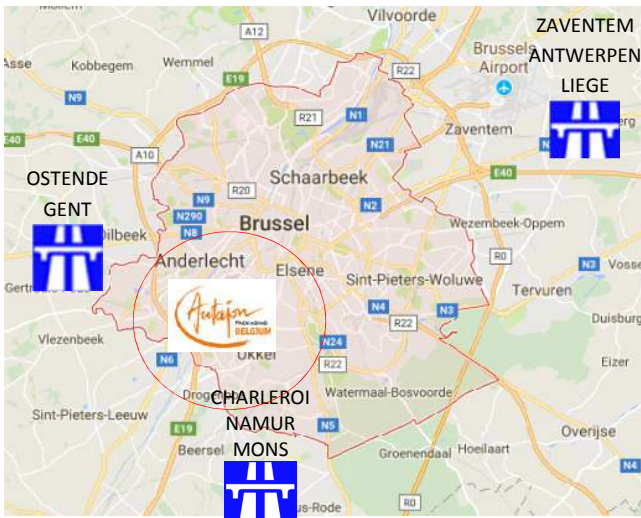 Vilvoorde
ZAVENTEM
ANTWERPEN
LIEGE
A12
Kobbegem
Wemmel
E19
R22
Brussels
Airport
N9
R21
N1
Zaventem
E40
A10
N21
E40
OSTENDE
GENT
Schaarbeek
R20
N9
N2
N290
N8
Brussel
Wezembeek-Oppem
Dilbeek
Anderlecht
Elsene
R0
Sint-Pieters-Woluwe
N3
Tervuren
N4
N3
R22
Duisburg
Autajon
PACKAGING
BELGIUM
Vlezenbeek
N6
Ukkel
N24
R22
Eizer
CHARLEROI
NAMUR
MONS
Watermaal-Bosvoorde
Sint-Pieters-Leeuw
E19
N5
Overijse
Beersel
Groenendaal
Hoeilaart
N4
R0